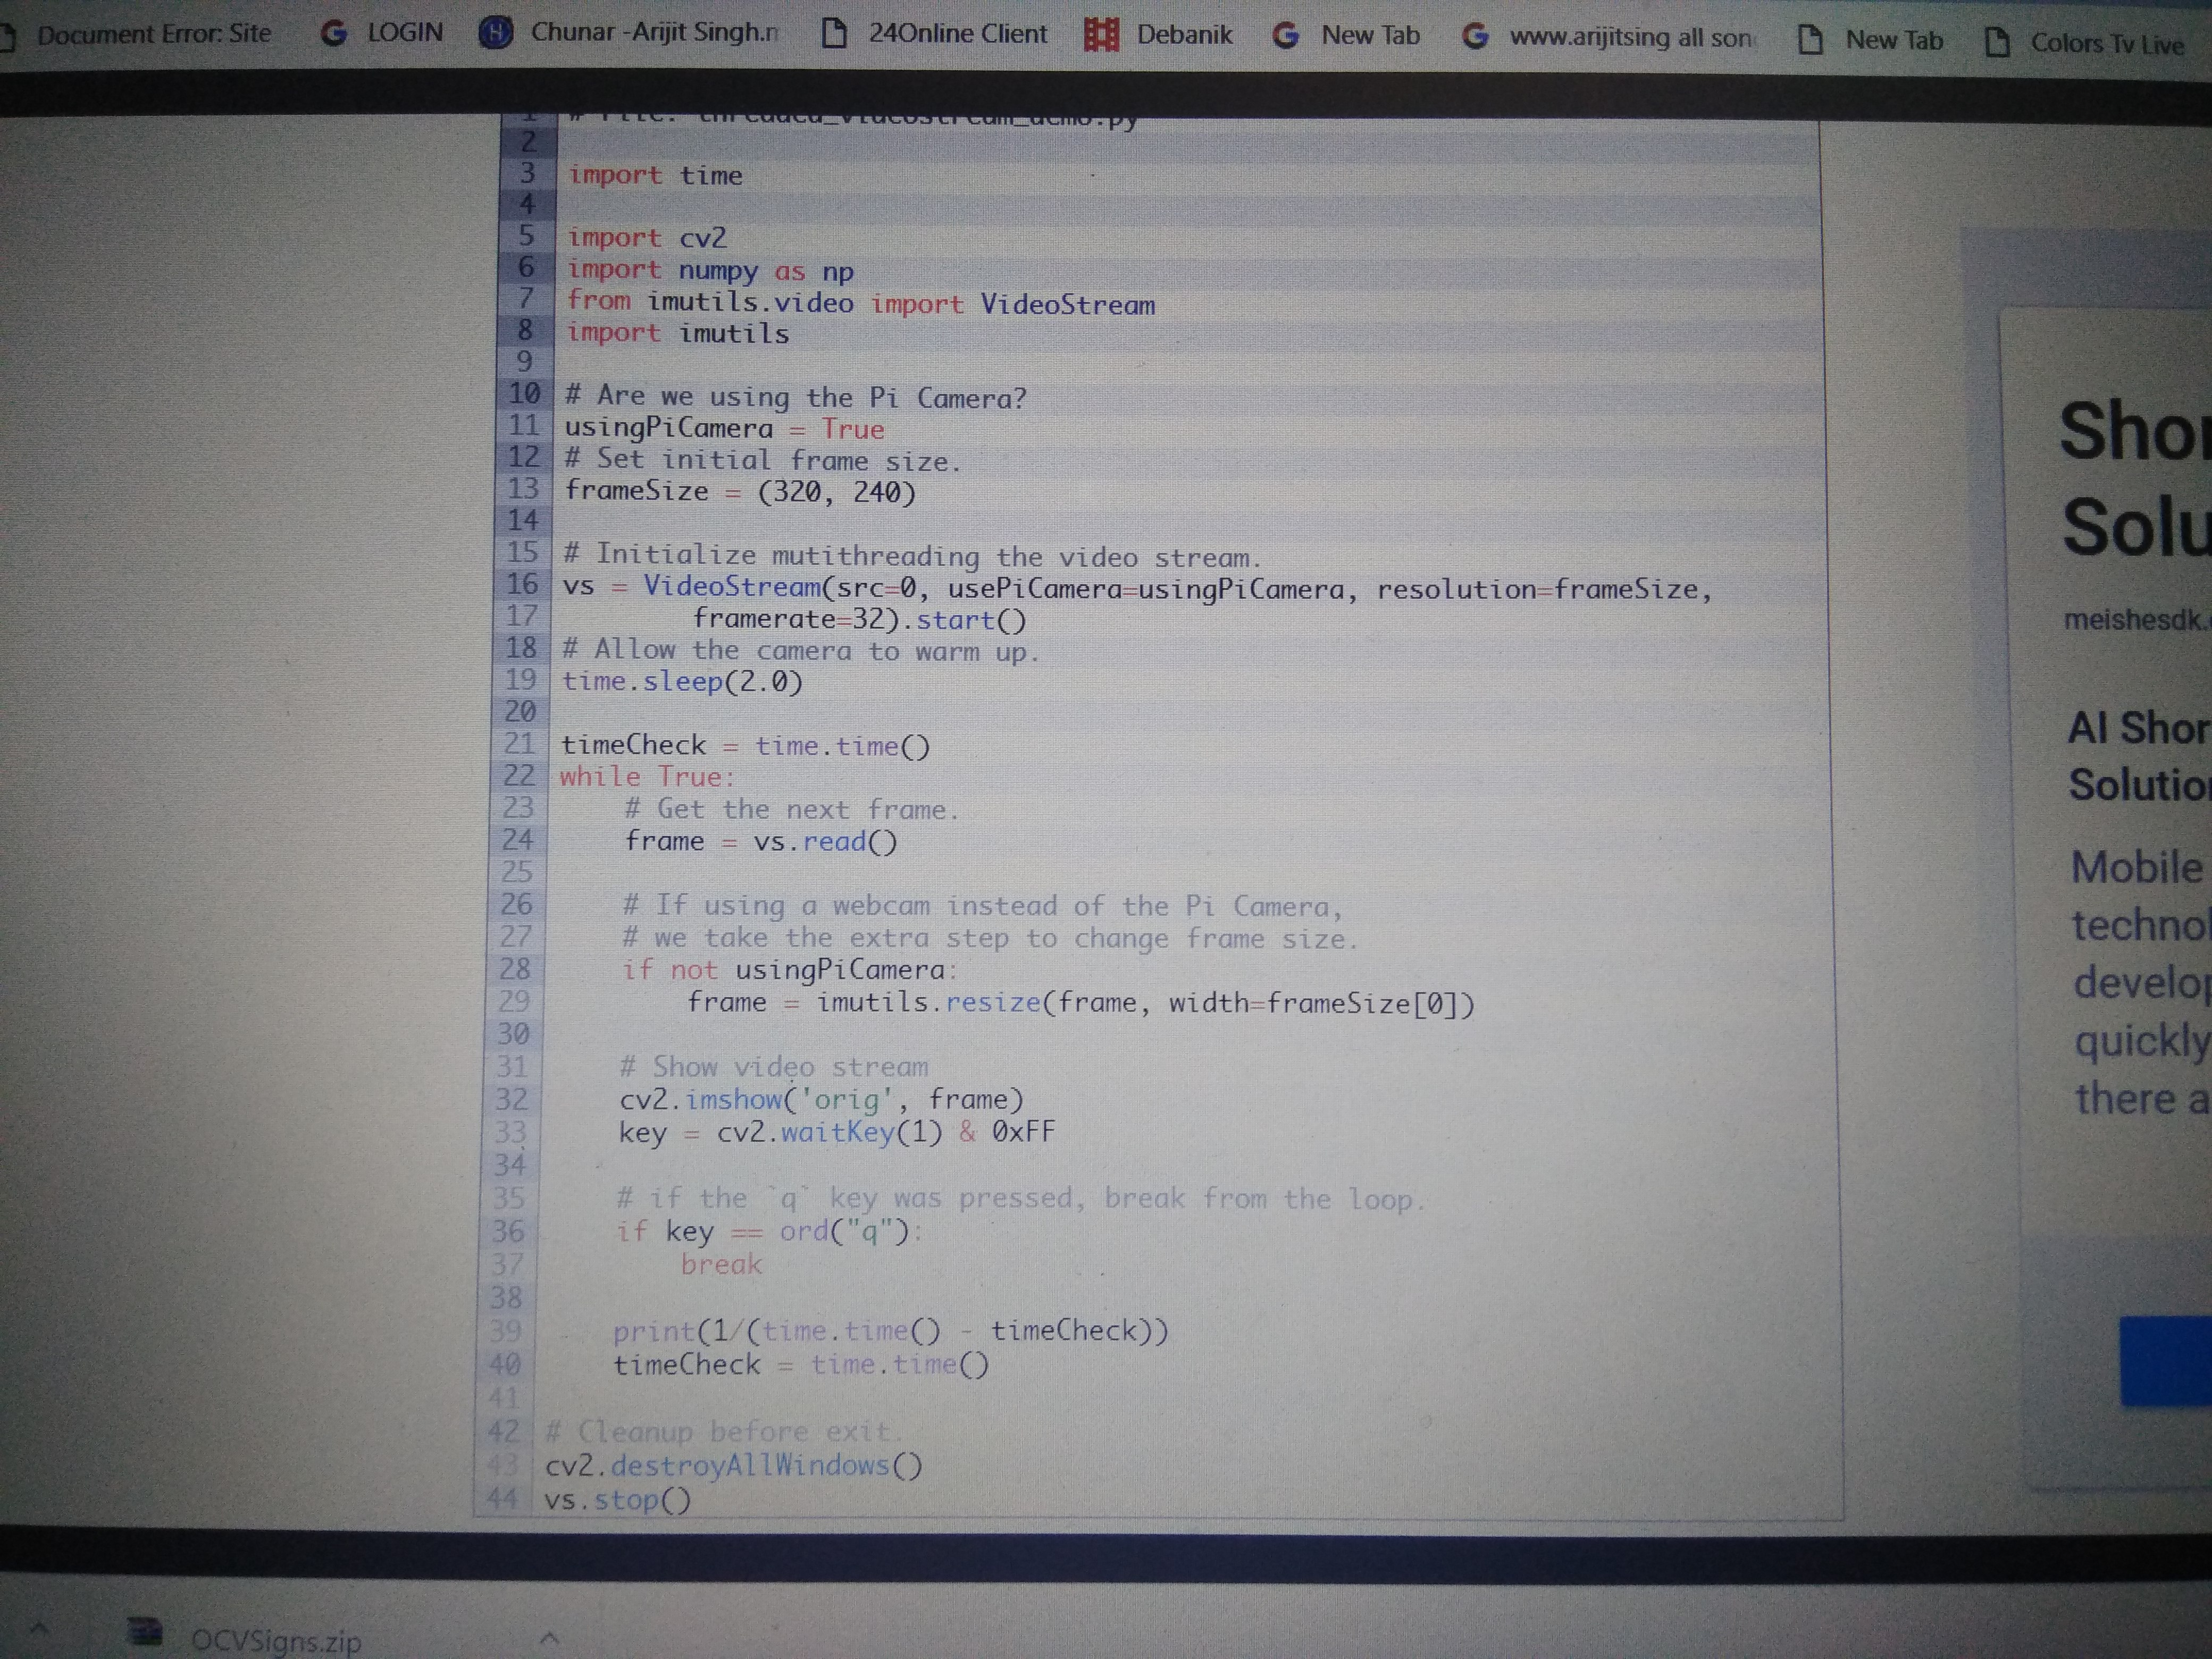 Document Error: Site
LOGIN
Chunar -Arijit Singh.
24Online Client
Debanik
New Tab
www.arijitsing all son
New Tab
Colors Tv Live
1 # File: threaded_videostream_demo.py
2
3 import time
4
5 import cv2
6 import numpy as np
7 from imutils.video import VideoStream
8 import imutils
9
10 # Are we using the Pi Camera?
11 usingPiCamera = True
12 # Set initial frame size.
13 frameSize = (320, 240)
14
15 # Initialize mutithreading the video stream.
16 vs = VideoStream(src=0, usePiCamera=usingPiCamera, resolution=frameSize,
17         framerate=32).start()
18 # Allow the camera to warm up.
19 time.sleep(2.0)
20
21 timeCheck = time.time()
22 while True:
23     # Get the next frame.
24     frame = vs.read()
25
26     # If using a webcam instead of the Pi Camera,
27     # we take the extra step to change frame size.
28     if not usingPiCamera:
29         frame = imutils.resize(frame, width=frameSize[0])
30
31     # Show video stream
32     cv2.imshow('orig', frame)
33     key = cv2.waitKey(1) & 0xFF
34
35     # if the `q` key was pressed, break from the loop.
36     if key == ord("q"):
37         break
38
39     print(1/(time.time() - timeCheck))
40     timeCheck = time.time()
41
42 # Cleanup before exit.
43 cv2.destroyAllWindows()
44 vs.stop()
Shor
Solu
meishesdk.
AI Shor
Solution
Mobile
technol
develop
quickly
there a
OCVSigns.zip